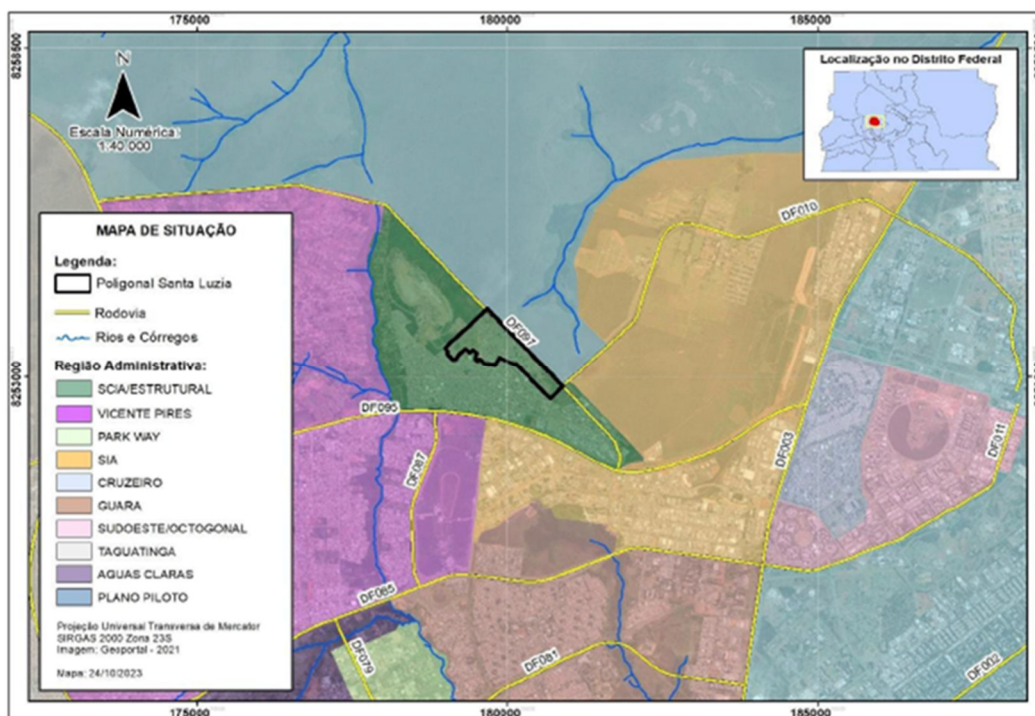 175000
180000
185000
8258500
N
Escala Numérica:
1:40.000
Localização no Distrito Federal
MAPA DE SITUAÇÃO
Legenda:
Poligonal Santa Luzia
Rodovia
Rios e Córregos
Região Administrativa:
SCIA/ESTRUTURAL
VICENTE PIRES
PARK WAY
SIA
CRUZEIRO
GUARA
SUDOESTE/OCTOGONAL
TAGUATINGA
AGUAS CLARAS
PLANO PILOTO
Projeção Universal Transversa de Mercator
SIRGAS 2000 Zona 23S
Imagem: Geoportal - 2021
Mapa: 24/10/2023
DF010
DF097
8253000
8253000
DF095
DF087
DF003
DF011
DF085
DF079
DF081
DF002
175000
180000
185000